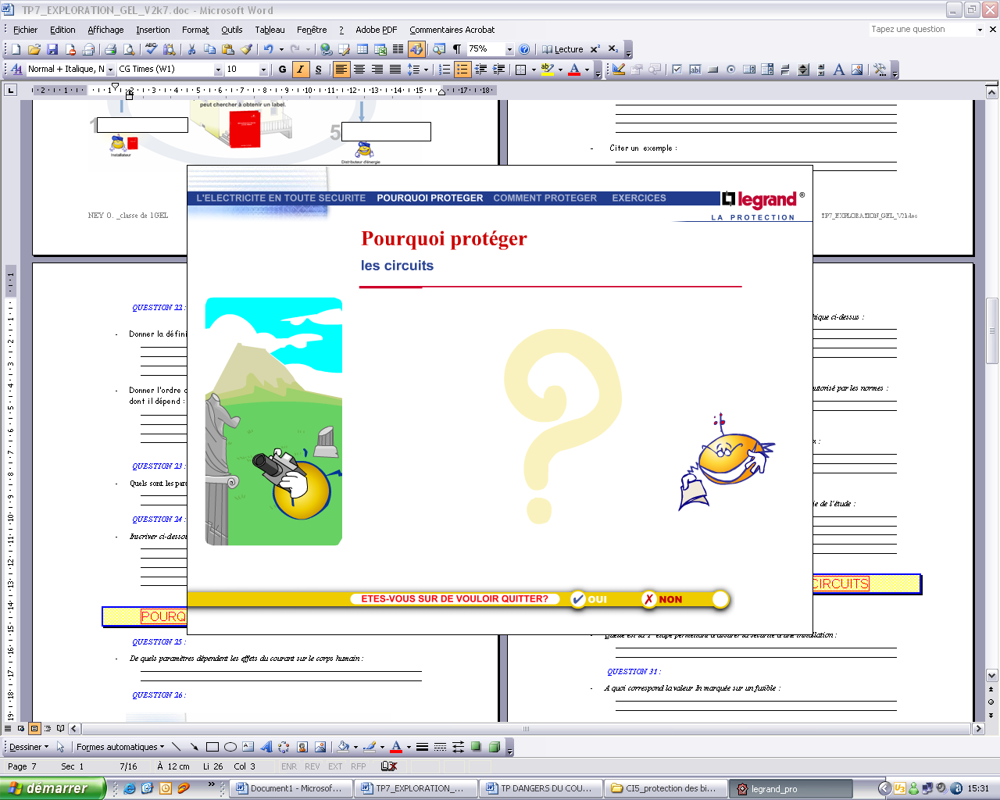 TP7_EXPLORATION_GEL_V2k7.doc - Microsoft Word
Fichier Edition Affichage Insertion Format Outils Tableau Fenêtre ? Adobe PDF Commentaires Acrobat
Tapez une question
75%
Lecture x² x₂
Normal + Italique, N CG Times (W1) 10 G I S
peut chercher à obtenir un label.
5
Installateur
Distributeur d'énergie
- Citer un exemple :
NEY O. _classe de 1GEL
TP7_EXPLORATION_GEL_V2k.doc
L'ELECTRICITE EN TOUTE SECURITE POURQUOI PROTEGER COMMENT PROTEGER EXERCICES
legrand ®
LA PROTECTION
Pourquoi protéger
les circuits
?
ETES-VOUS SUR DE VOULOIR QUITTER? OUI NON
QUESTION 22 :
- Donner la défini
- Donner l'ordre d
dont il dépend :
QUESTION 23 :
- Quels sont les para
QUESTION 24 :
- Inscrire ci-dessou
POURQ
QUESTION 25 :
- De quels paramètres dépendent les effets du courant sur le corps humain :
QUESTION 26 :
hique ci-dessus :
autorisé par les normes :
x :
ie de l'étude :
CIRCUITS
QUESTION 31 :
- A quoi correspond la valeur In marquée sur un fusible :
Dessiner Formes automatiques
Page 7 Sec 1 7/16 À 12 cm Li 26 Col 3 ENR REV EXT RFP
démarrer
Document1 - Microsof...
TP7_EXPLORATION_...
TP DANGERS DU COU...
CI5_protection des bi...
legrand_pro
15:31